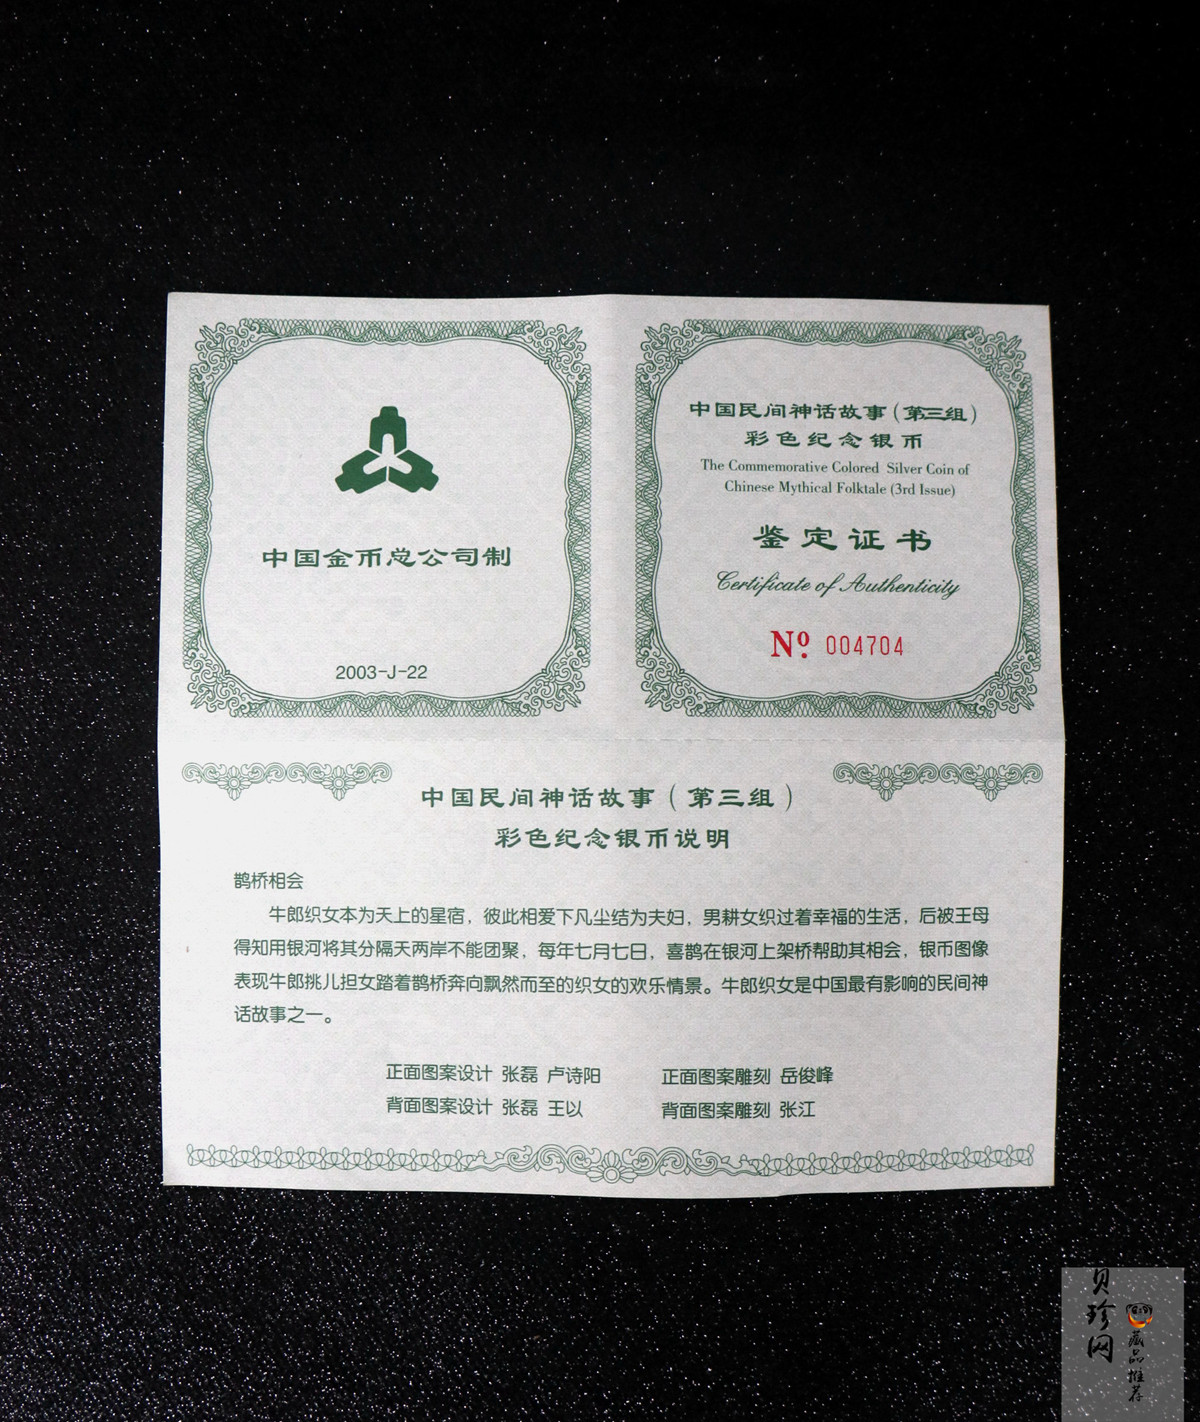 中国金币总公司制
2003-J-22
中国民间神话故事（第三组）
彩色纪念银币
The Commemorative Colored Silver Coin of
Chinese Mythical Folktale (3rd Issue)
鉴定证书
Certificate of Authenticity
Nº 004704
中国民间神话故事（第三组）
彩色纪念银币说明
鹊桥相会
牛郎织女本为天上的星宿，彼此相爱下凡尘结为夫妇，男耕女织过着幸福的生活，后被王母
得知用银河将其分隔天两岸不能团聚，每年七月七日，喜鹊在银河上架桥帮助其相会，银币图像
表现牛郎挑儿担女踏着鹊桥奔向飘然而至的织女的欢乐情景。牛郎织女是中国最有影响的民间神
话故事之一。
正面图案设计 张磊 卢诗阳
正面图案雕刻 岳俊峰
背面图案设计 张磊 王以
背面图案雕刻 张江
贝珍网
藏品推荐